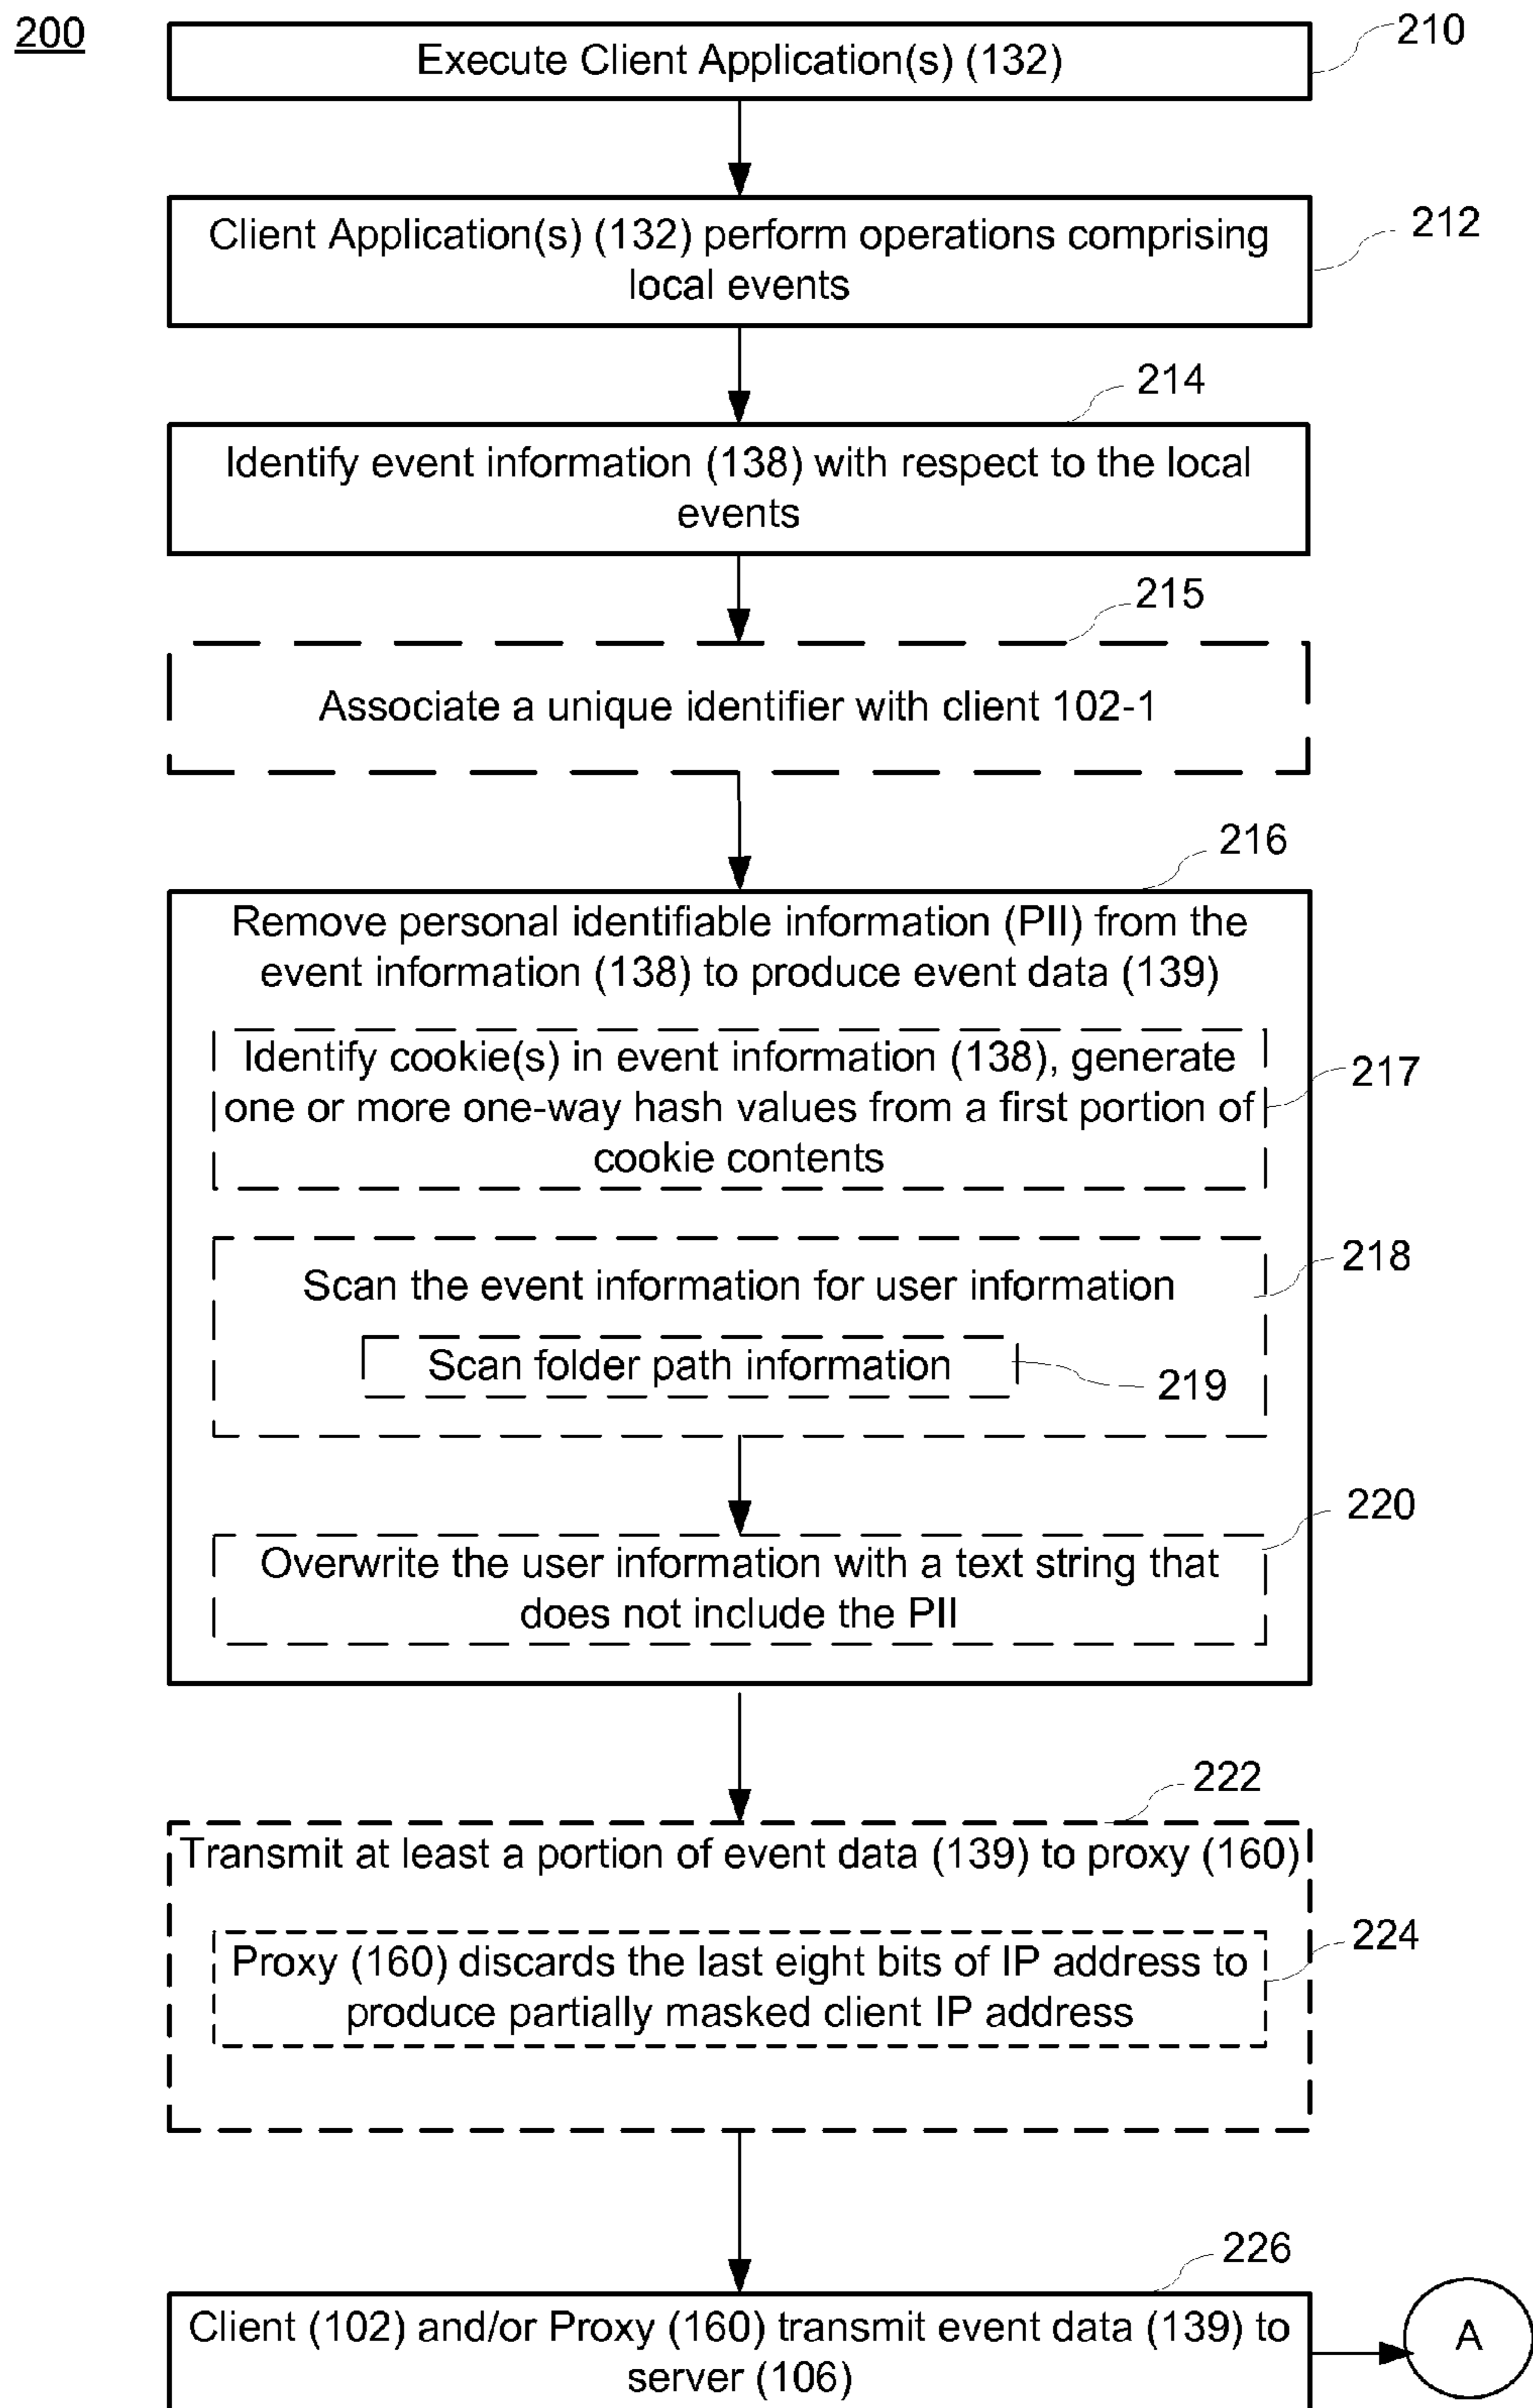 200
Execute Client Application(s) (132)
210
Client Application(s) (132) perform operations comprising
local events
212
214
Identify event information (138) with respect to the local
events
215
Associate a unique identifier with client 102-1
216
Remove personal identifiable information (PII) from the
event information (138) to produce event data (139)
Identify cookie(s) in event information (138), generate
one or more one-way hash values from a first portion of
cookie contents
217
Scan the event information for user information
218
Scan folder path information
219
220
Overwrite the user information with a text string that
does not include the PII
222
Transmit at least a portion of event data (139) to proxy (160)
Proxy (160) discards the last eight bits of IP address to
produce partially masked client IP address
224
226
Client (102) and/or Proxy (160) transmit event data (139) to
server (106)
A